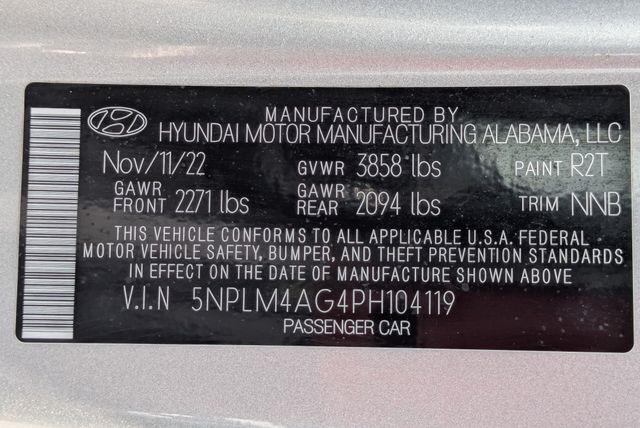 MANUFACTURED BY
HYUNDAI MOTOR MANUFACTURING ALABAMA, LLC
Nov/11/22 GVWR 3858 lbs PAINT R2T
GAWR FRONT 2271 lbs GAWR REAR 2094 lbs TRIM NNB
THIS VEHICLE CONFORMS TO ALL APPLICABLE U.S.A. FEDERAL
MOTOR VEHICLE SAFETY, BUMPER, AND THEFT PREVENTION STANDARDS
IN EFFECT ON THE DATE OF MANUFACTURE SHOWN ABOVE
V.I.N 5NPLM4AG4PH104119
PASSENGER CAR